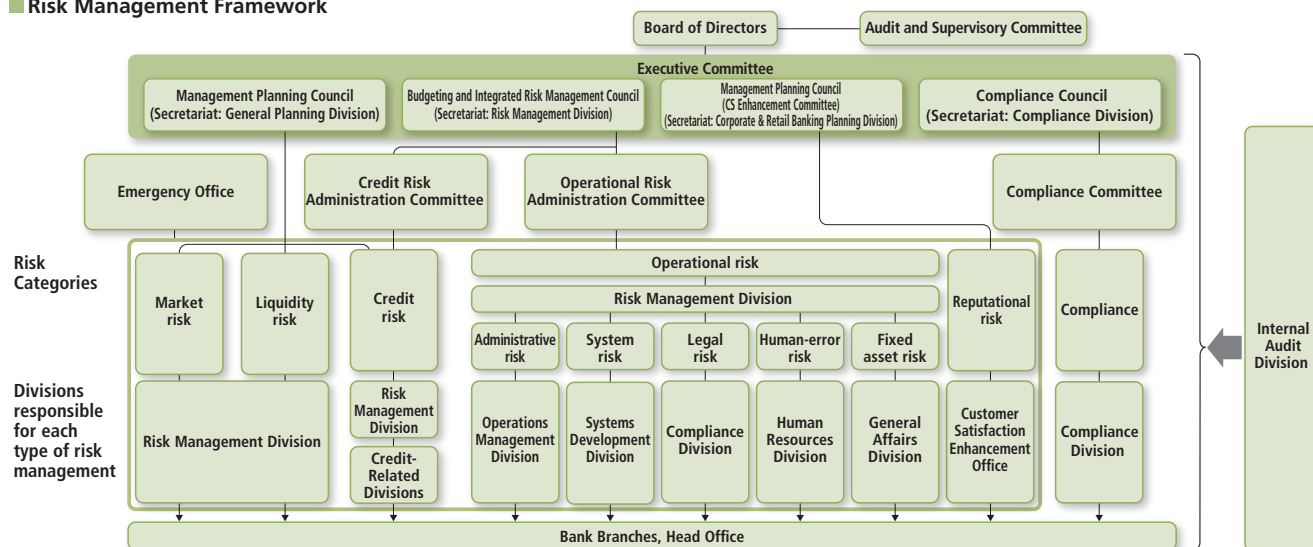 Risk Management Framework
Board of Directors
Audit and Supervisory Committee
Executive Committee
Management Planning Council
(Secretariat: General Planning Division)
Budgeting and Integrated Risk Management Council
(Secretariat: Risk Management Division)
Management Planning Council
(CS Enhancement Committee)
(Secretariat: Corporate & Retail Banking Planning Division)
Compliance Council
(Secretariat: Compliance Division)
Emergency Office
Credit Risk
Administration Committee
Operational Risk
Administration Committee
Compliance Committee
Risk
Categories
Market
risk
Liquidity
risk
Credit
risk
Operational risk
Risk Management Division
Administrative
risk
System
risk
Legal
risk
Human-error
risk
Fixed
asset risk
Reputational
risk
Compliance
Internal
Audit
Division
Divisions
responsible
for each
type of risk
management
Risk Management Division
Risk
Management
Division
Credit-
Related
Divisions
Operations
Management
Division
Systems
Development
Division
Compliance
Division
Human
Resources
Division
General
Affairs
Division
Customer
Satisfaction
Enhancement
Office
Compliance
Division
Bank Branches, Head Office